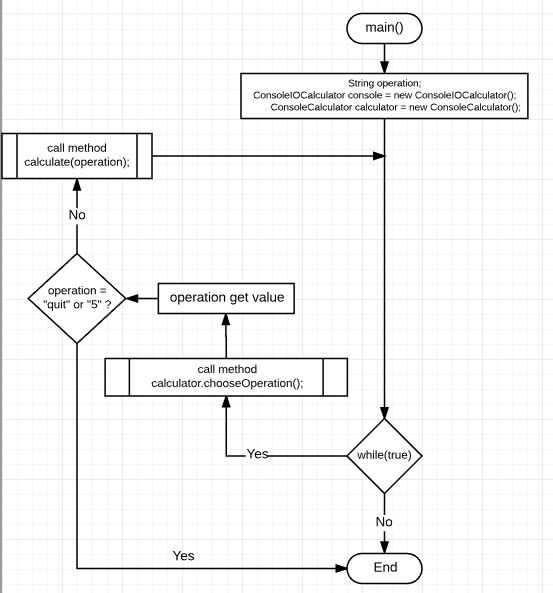 main()
String operation;
ConsoleIOCalculator console = new ConsoleIOCalculator();
ConsoleCalculator calculator = new ConsoleCalculator();
call method
calculate(operation);
No
operation =
"quit" or "5" ?
operation get value
call method
calculator.chooseOperation();
Yes
while(true)
No
Yes
End